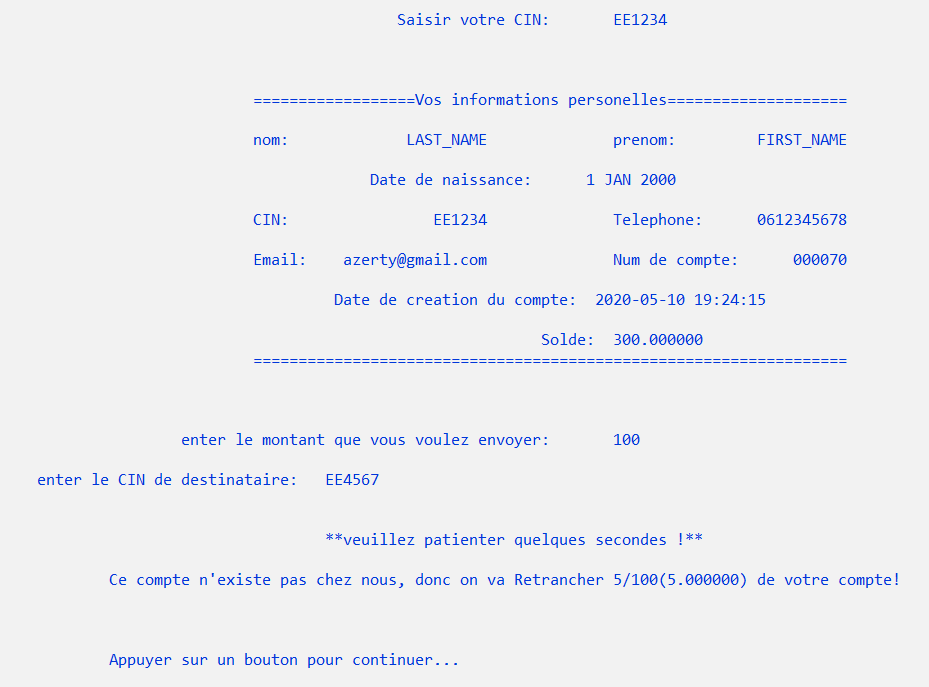 Saisir votre CIN: EE1234
==================Vos informations personelles====================
nom: LAST_NAME prenom: FIRST_NAME
Date de naissance: 1 JAN 2000
CIN: EE1234 Telephone: 0612345678
Email: azerty@gmail.com Num de compte: 000070
Date de creation du compte: 2020-05-10 19:24:15
Solde: 300.000000
==================================================================
enter le montant que vous voulez envoyer: 100
enter le CIN de destinataire: EE4567
**veuillez patienter quelques secondes !**
Ce compte n'existe pas chez nous, donc on va Retrancher 5/100(5.000000) de votre compte!
Appuyer sur un bouton pour continuer...